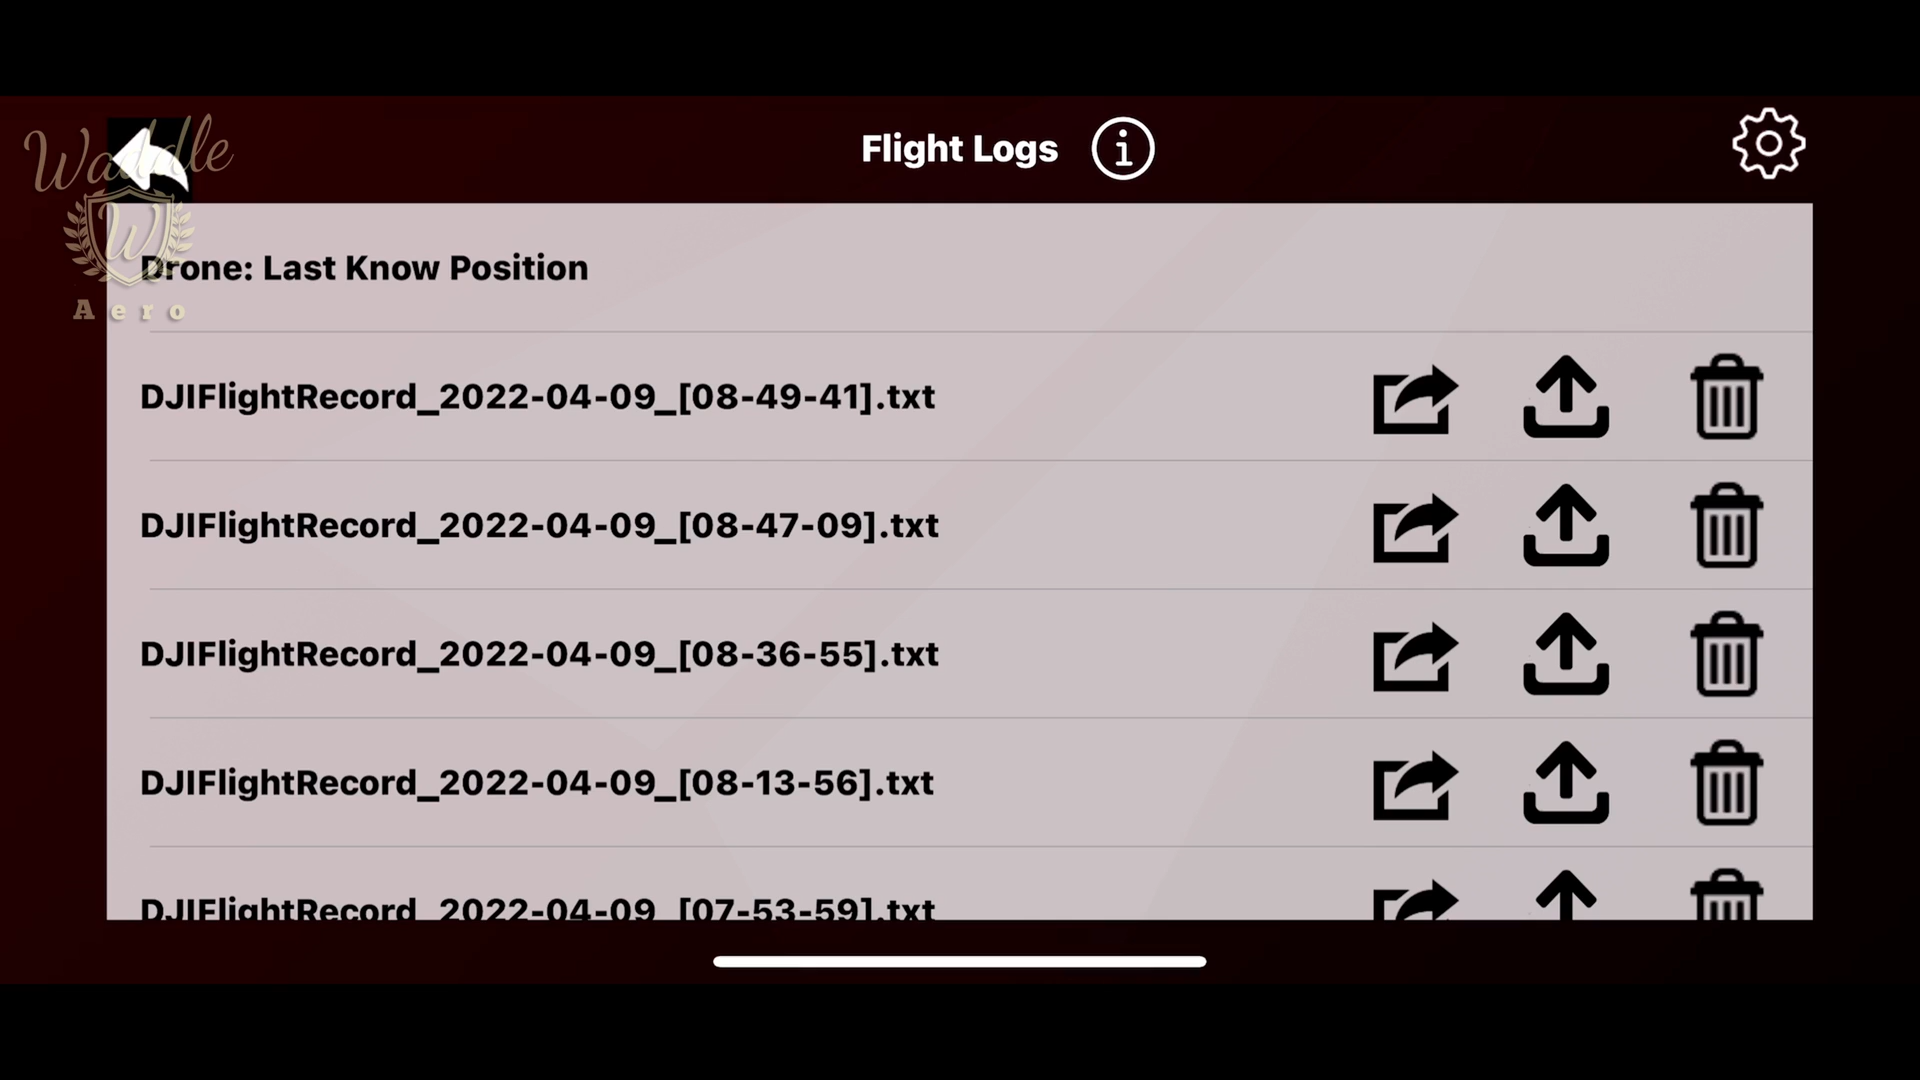 Waddle
W
Aero
Flight Logs i
Drone: Last Know Position
DJIFlightRecord_2022-04-09_[08-49-41].txt
DJIFlightRecord_2022-04-09_[08-47-09].txt
DJIFlightRecord_2022-04-09_[08-36-55].txt
DJIFlightRecord_2022-04-09_[08-13-56].txt
DJIFlightRecord_2022-04-09_[07-53-59].txt